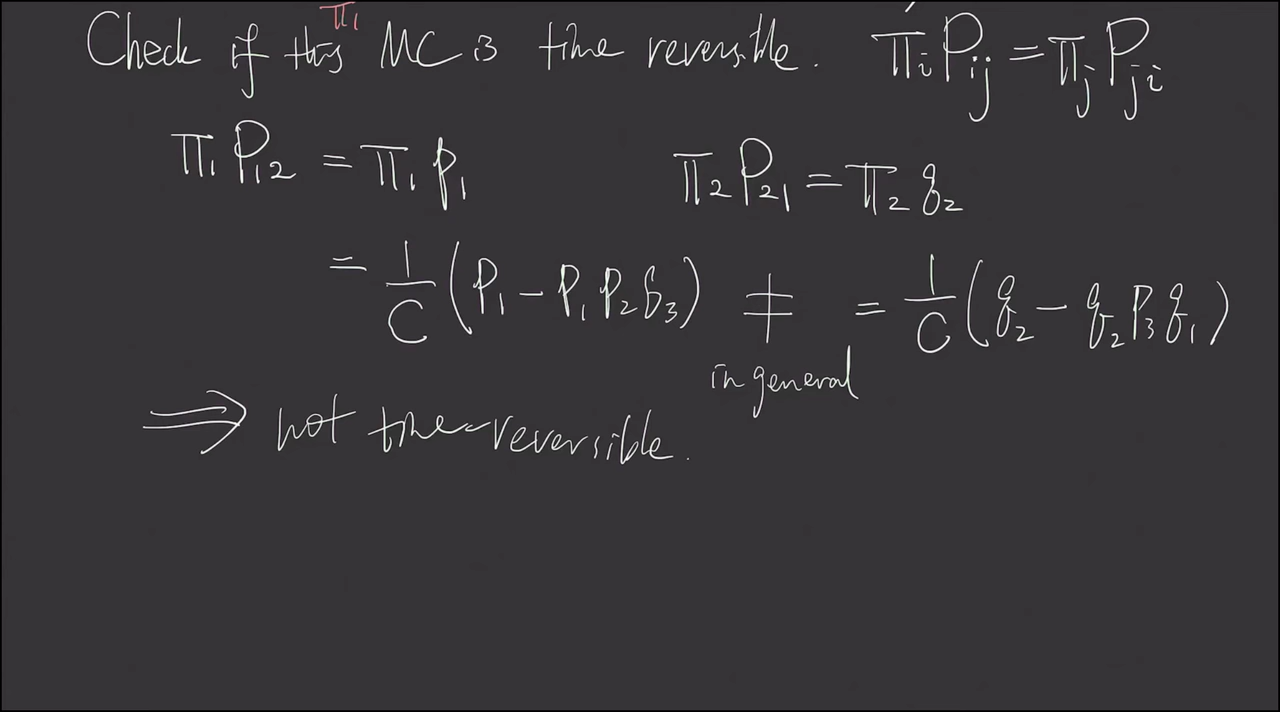 π₁
Check if this MC is time reversible. πᵢPᵢⱼ = πⱼPⱼᵢ
π₁P₁₂ = π₁p₁ π₂P₂₁ = π₂q₂
= 1/C (P₁ - P₁P₂q₃) ≠ = 1/C (q₂ - q₂P₃q₁)
in general
⇒ not time-reversible.